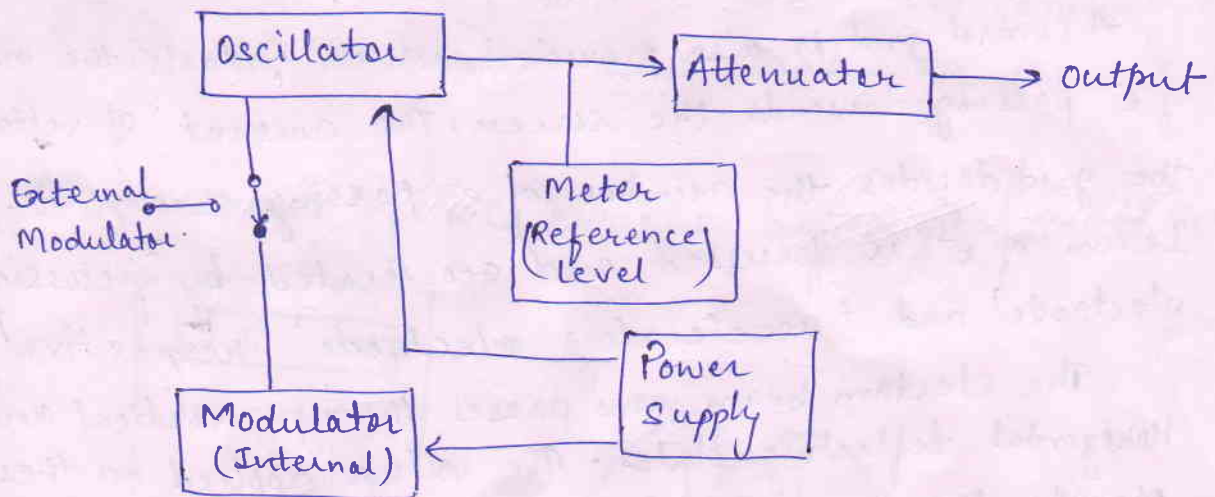 Oscillator
Attenuator
Output
External
Modulator.
Meter
(Reference
Level)
Modulator
(Internal)
Power
Supply